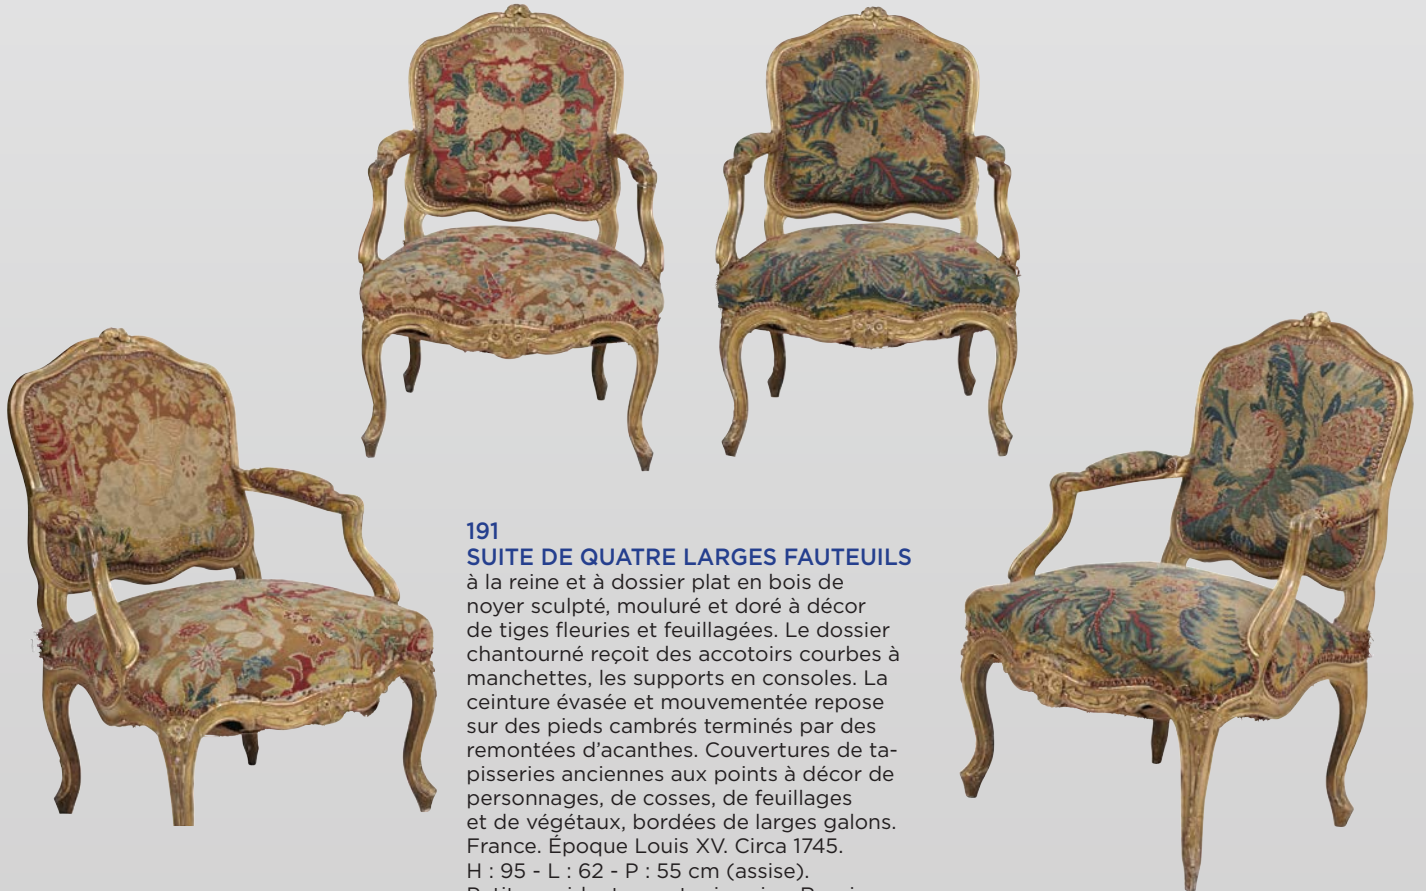 191
SUITE DE QUATRE LARGES FAUTEUILS
à la reine et à dossier plat en bois de
noyer sculpté, mouluré et doré à décor
de tiges fleuries et feuillagées. Le dossier
chantourné reçoit des accotoirs courbes à
manchettes, les supports en consoles. La
ceinture évasée et mouvementée repose
sur des pieds cambrés terminés par des
remontées d’acanthes. Couvertures de ta-
pisseries anciennes aux points à décor de
personnages, de cosses, de feuillages
et de végétaux, bordées de larges galons.
France. Époque Louis XV. Circa 1745.
H : 95 - L : 62 - P : 55 cm (assise).